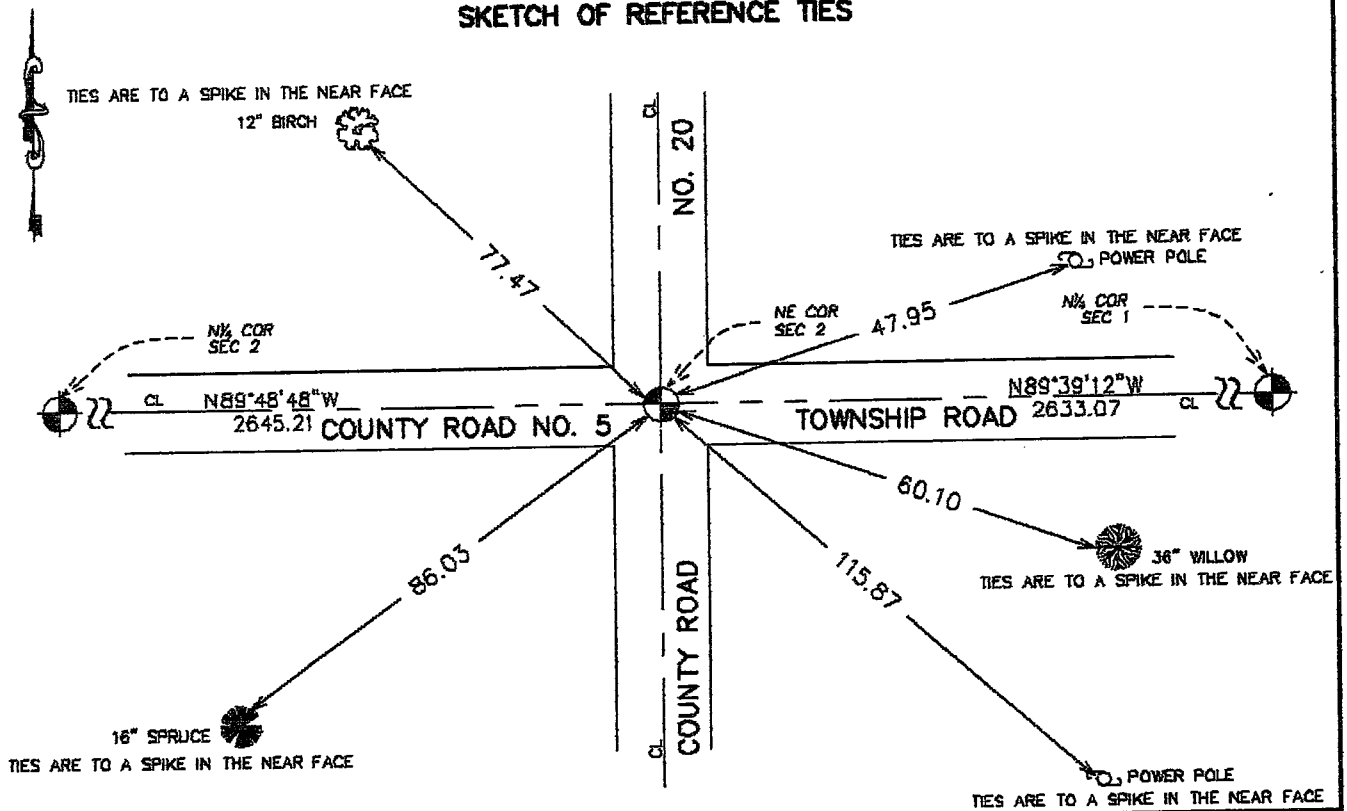 SKETCH OF REFERENCE TIES
TIES ARE TO A SPIKE IN THE NEAR FACE
12" BIRCH
CL
NO. 20
77.47
TIES ARE TO A SPIKE IN THE NEAR FACE
POWER POLE
N¼ COR
SEC 2
NE COR
SEC 2
47.95
N¼ COR
SEC 1
CL
N89°48'48"W
2645.21
COUNTY ROAD NO. 5
TOWNSHIP ROAD
N89°39'12"W
2633.07
CL
60.10
86.03
115.87
36" WILLOW
TIES ARE TO A SPIKE IN THE NEAR FACE
COUNTY ROAD
CL
16" SPRUCE
TIES ARE TO A SPIKE IN THE NEAR FACE
POWER POLE
TIES ARE TO A SPIKE IN THE NEAR FACE